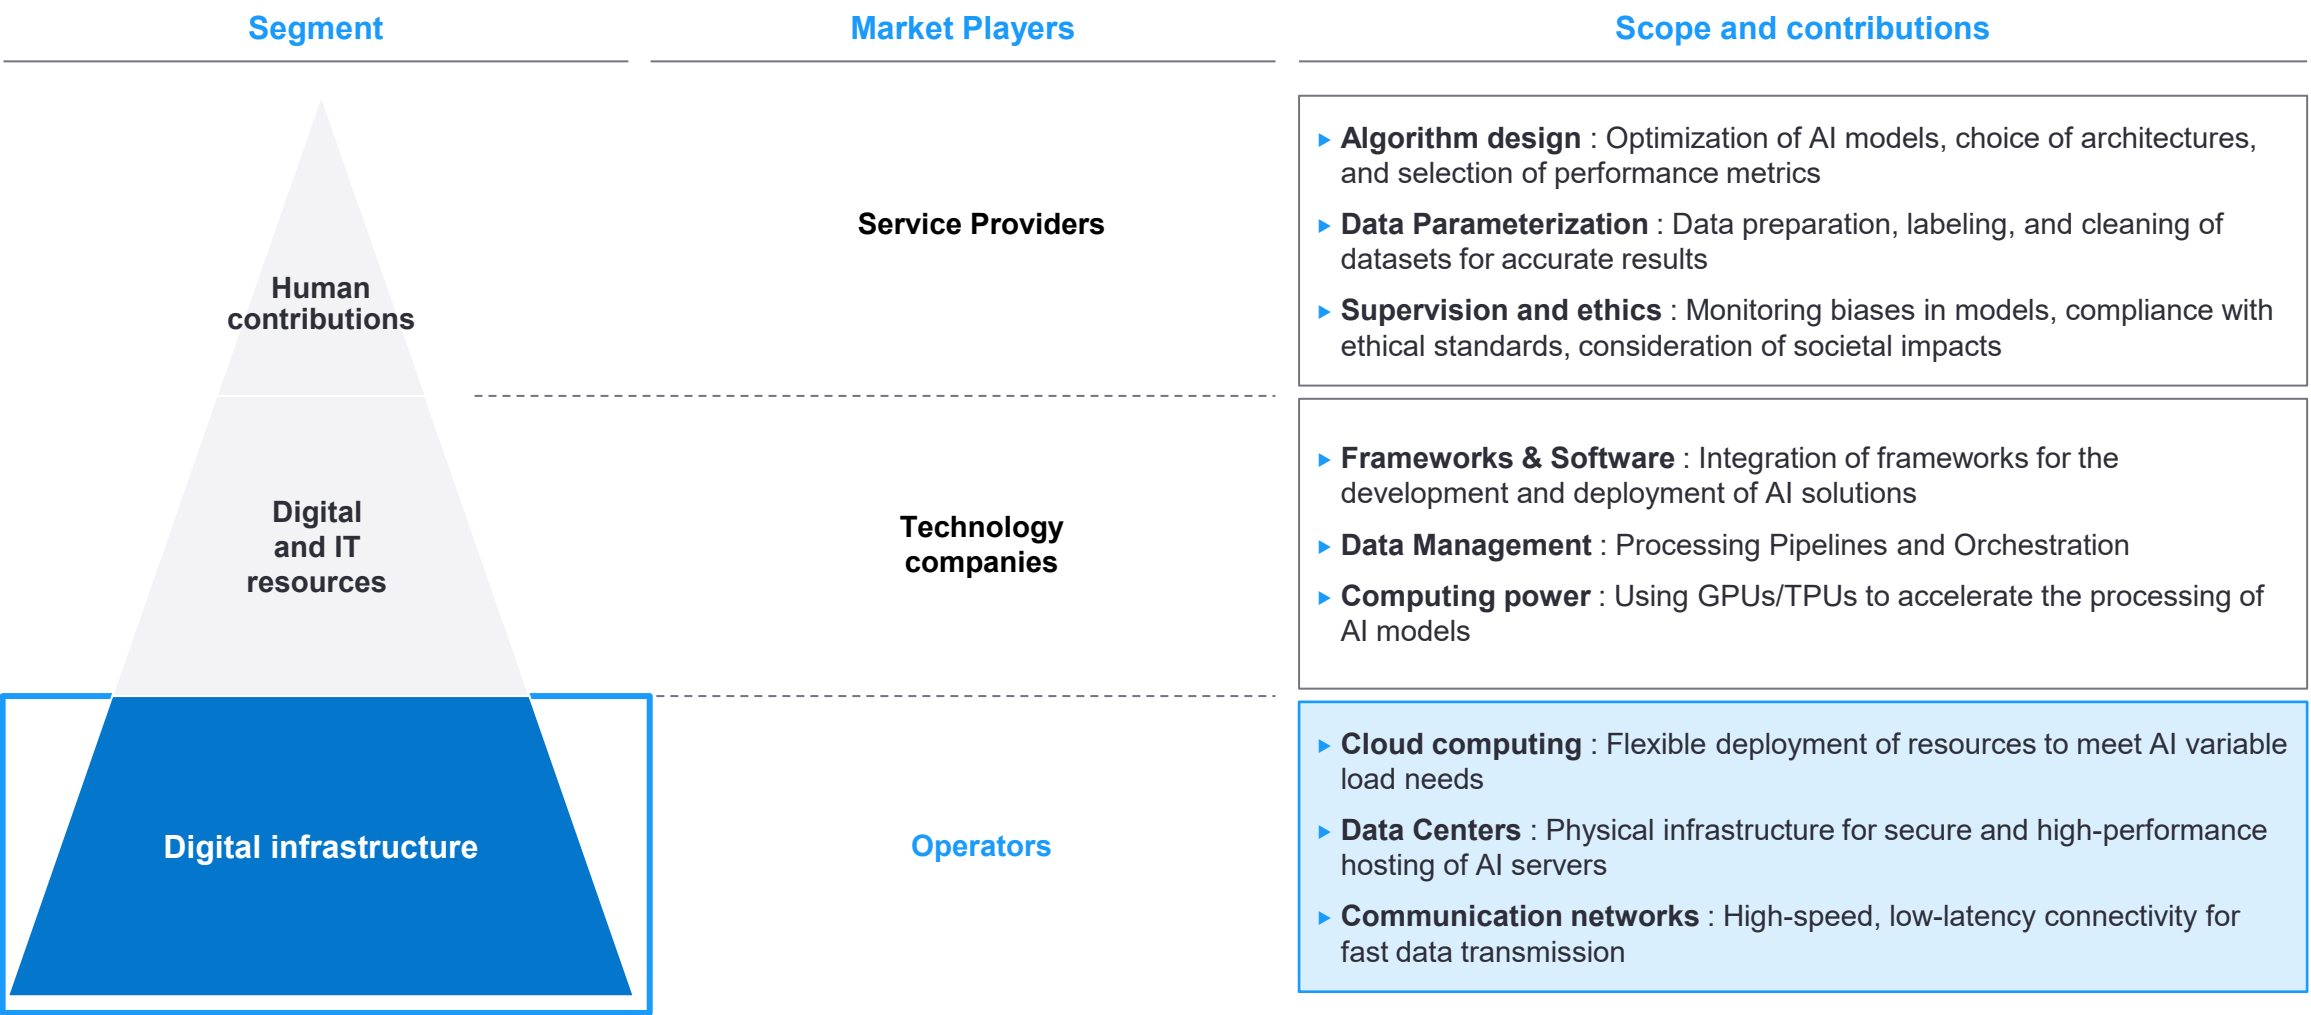 Segment
Market Players
Scope and contributions
Human
contributions
Service Providers
Algorithm design : Optimization of AI models, choice of architectures,
and selection of performance metrics
Data Parameterization : Data preparation, labeling, and cleaning of
datasets for accurate results
Supervision and ethics : Monitoring biases in models, compliance with
ethical standards, consideration of societal impacts
Digital
and IT
resources
Technology
companies
Frameworks & Software : Integration of frameworks for the
development and deployment of AI solutions
Data Management : Processing Pipelines and Orchestration
Computing power : Using GPUs/TPUs to accelerate the processing of
AI models
Digital infrastructure
Operators
Cloud computing : Flexible deployment of resources to meet AI variable
load needs
Data Centers : Physical infrastructure for secure and high-performance
hosting of AI servers
Communication networks : High-speed, low-latency connectivity for
fast data transmission